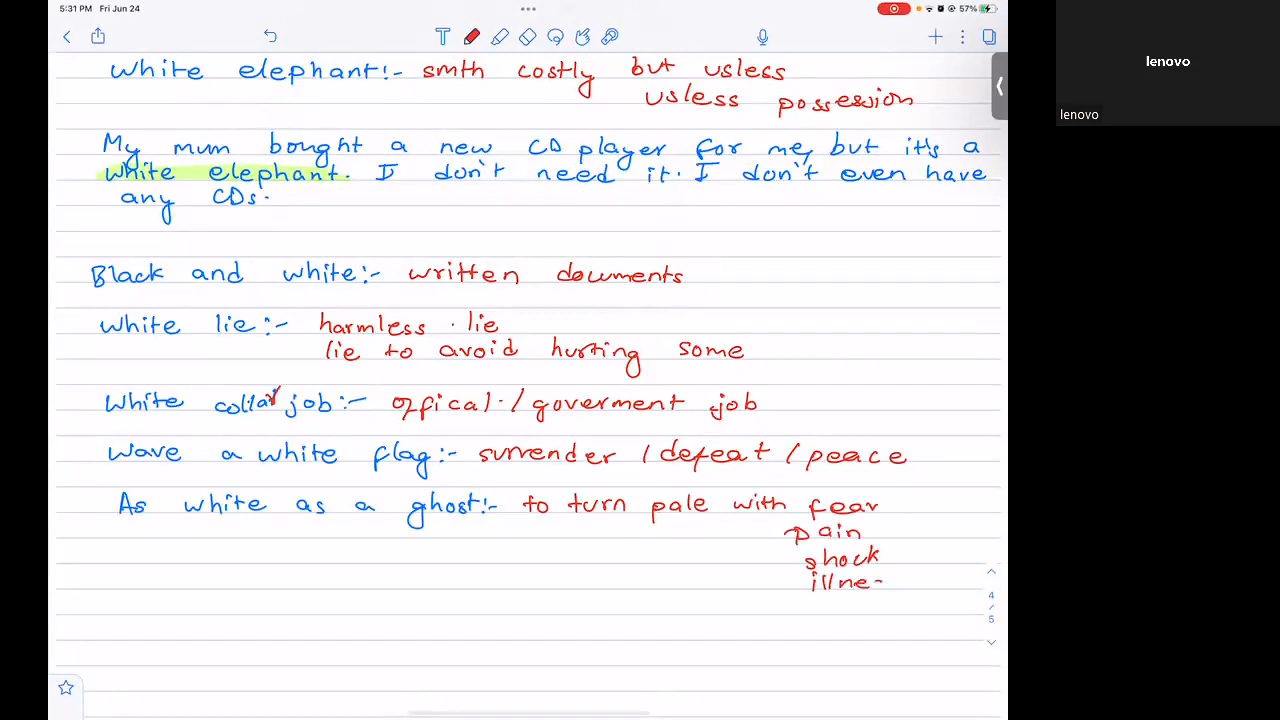 5:31 PM Fri Jun 24
57%
White elephant:- smth costly but usless
usless possession
My mum bought a new CD player for me, but it's a
white elephant. I don't need it. I don't even have
any CDs.
Black and white:- written documents
White lie:- harmless lie
lie to avoid hurting some
White collar job:- offical / goverment job
Wave a white flag:- surrender / defeat / peace
As white as a ghost:- to turn pale with fear
pain
shock
illne
4
/
5
lenovo
lenovo